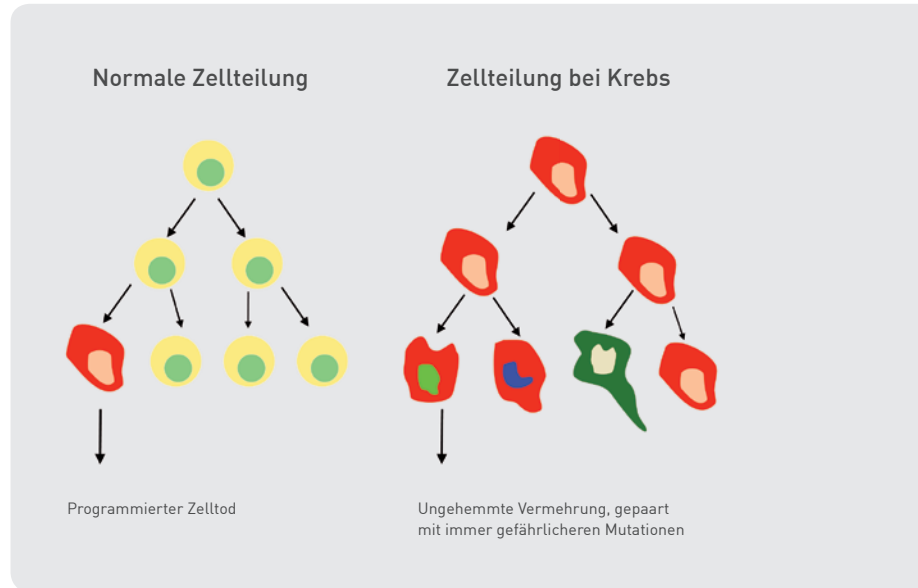 Normale Zellteilung
Zellteilung bei Krebs
Programmierter Zelltod
Ungehemmte Vermehrung, gepaart
mit immer gefährlicheren Mutationen